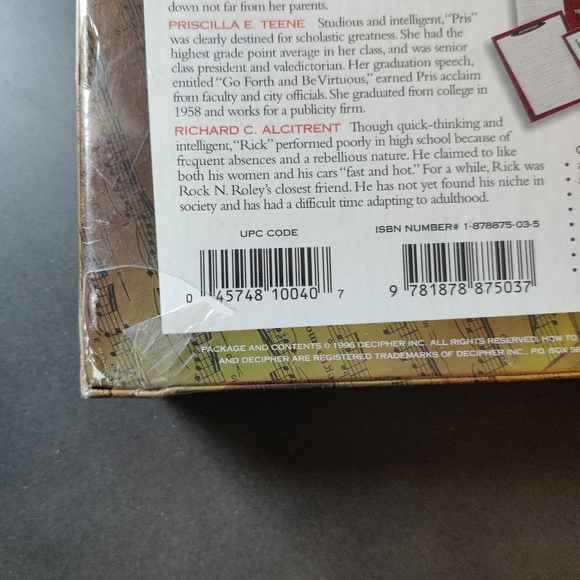 down not far from her parents.
PRISCILLA E. TEENE Studious and intelligent, "Pris"
was clearly destined for scholastic greatness. She had the
highest grade point average in her class, and was senior
class president and valedictorian. Her graduation speech,
entitled "Go Forth and Be Virtuous," earned Pris acclaim
from faculty and city officials. She graduated from college in
1958 and works for a publicity firm.
RICHARD C. ALCITRENT Though quick-thinking and
intelligent, "Rick" performed poorly in high school because of
frequent absences and a rebellious nature. He claimed to like
both his women and his cars "fast and hot." For a while, Rick was
Rock N. Roley's closest friend. He has not yet found his niche in
society and has had a difficult time adapting to adulthood.
UPC CODE
ISBN NUMBER# 1-878875-03-5
0 45748 10040 7
9 781878 875037
PACKAGE AND CONTENTS © 1996 DECIPHER INC. ALL RIGHTS RESERVED. HOW TO
AND DECIPHER ARE REGISTERED TRADEMARKS OF DECIPHER INC., P.O. BOX 56